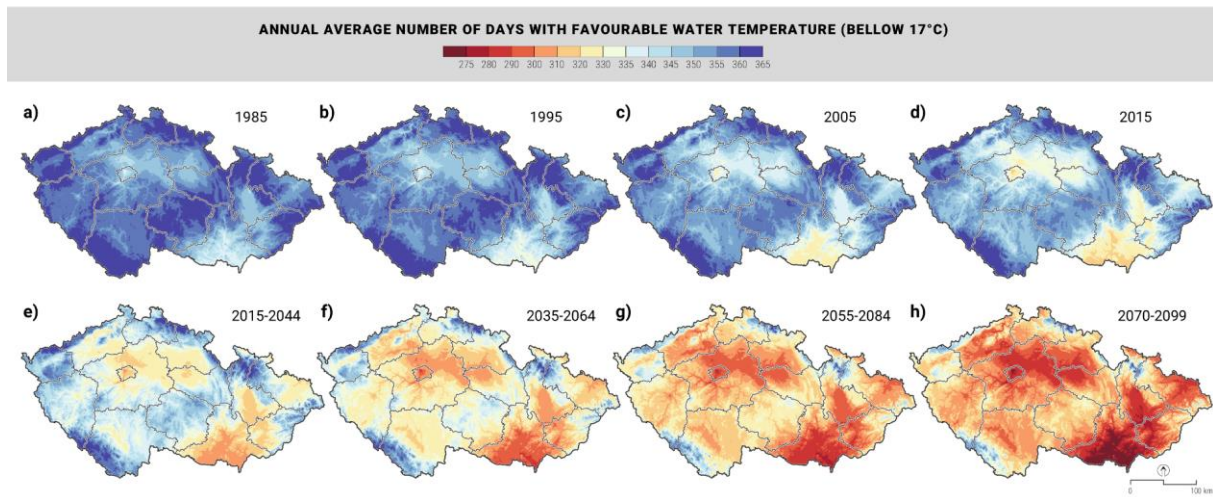 ANNUAL AVERAGE NUMBER OF DAYS WITH FAVOURABLE WATER TEMPERATURE (BELLOW 17°C)
275 280 290 300 310 320 330 335 340 345 350 355 360 365
a) 1985 b) 1995 c) 2005 d) 2015
e) 2015-2044 f) 2035-2064 g) 2055-2084 h) 2070-2099
0 100 km